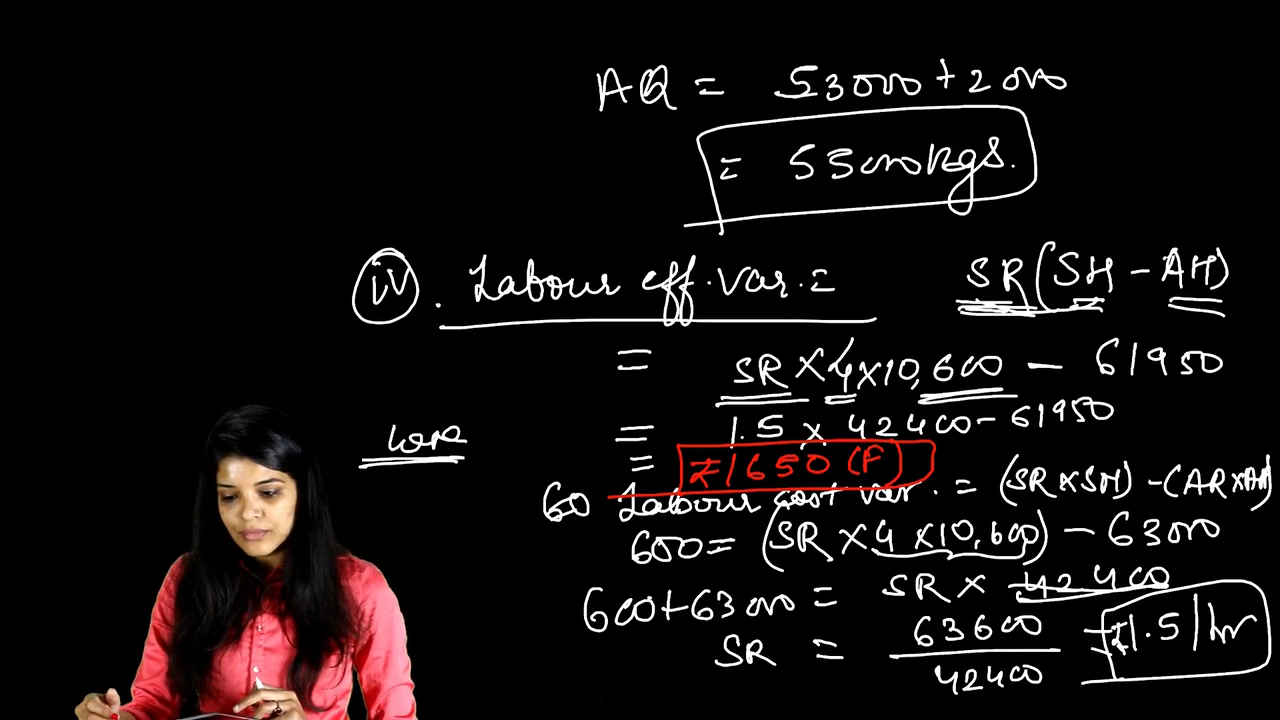 AQ = 53000 + 2000
= 55000 kgs.
(iv). Labour eff. var. = SR (SH - AH)
= SR × 4 × 10,600 - 61950
= 1.5 × 42400 - 61950
= ₹1650 (F)
Labour cost var. = (SR × SH) - (AR × AH)
600 = (SR × 4 × 10,600) - 63000
600 + 63000 = SR × 42400
SR = 63600 / 42400 = ₹1.5/hr